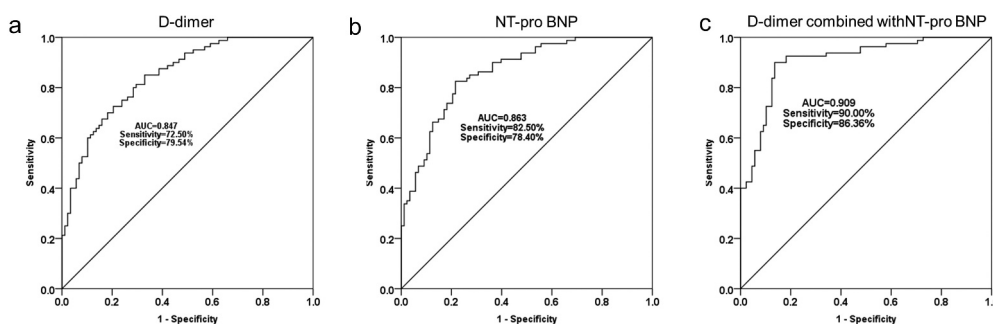 a
D-dimer
1.0
0.8
0.6
0.4
0.2
0.0
Sensitivity
AUC=0.847
Sensitivity=72.50%
Specificity=79.54%
0.0 0.2 0.4 0.6 0.8 1.0
1 - Specificity
b
NT-pro BNP
1.0
0.8
0.6
0.4
0.2
0.0
Sensitivity
AUC=0.863
Sensitivity=82.50%
Specificity=78.40%
0.0 0.2 0.4 0.6 0.8 1.0
1 - Specificity
c
D-dimer combined withNT-pro BNP
1.0
0.8
0.6
0.4
0.2
0.0
Sensitivity
AUC=0.909
Sensitivity=90.00%
Specificity=86.36%
0.0 0.2 0.4 0.6 0.8 1.
1 - Specificity